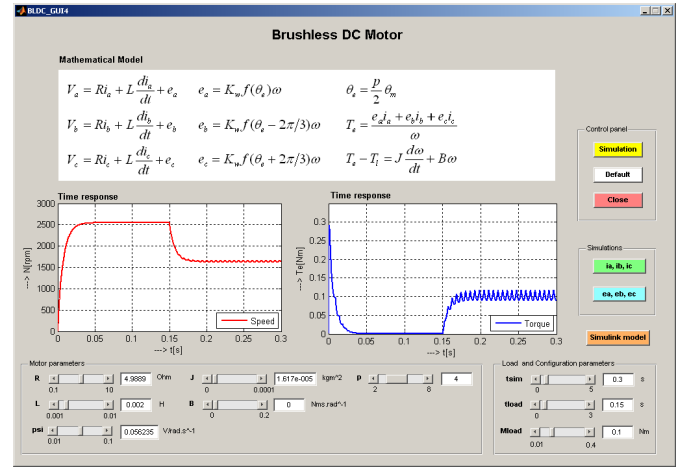 BLDC_GUI4
Brushless DC Motor
Mathematical Model
V_a = Ri_a + L di_a/dt + e_a   e_a = K_w f(θ_e)ω   θ_e = p/2 θ_m
V_b = Ri_b + L di_b/dt + e_b   e_b = K_w f(θ_e − 2π/3)ω   T_e = (e_a i_a + e_b i_b + e_c i_c)/ω
V_c = Ri_c + L di_c/dt + e_c   e_c = K_w f(θ_e + 2π/3)ω   T_e − T_l = J dω/dt + Bω
Control panel
Simulation
Default
Close
Time response
3000
2500
2000
1500
1000
500
0
---> N[rpm]
0 0.05 0.1 0.15 0.2 0.25 0.3
---> t[s]
Speed
Time response
0.3
0.25
0.2
0.15
0.1
0.05
0
---> Te[Nm]
0 0.05 0.1 0.15 0.2 0.25 0.3
---> t[s]
Torque
Simulations
ia, ib, ic
ea, eb, ec
Simulink model
Motor parameters
R 4.9889 Ohm J 1.617e-005 kgm^2 P 4
0.1 10 0 0.0001 2 8
L 0.002 H B 0 Nms.rad^-1
0.001 0.01 0 0.2
psi 0.056235 V/rad.s^-1
0.01 0.1
Load and Configuration parameters
tsim 0.3 s
0 5
tload 0.15 s
0 3
Mload 0.1 Nm
0.01 0.4